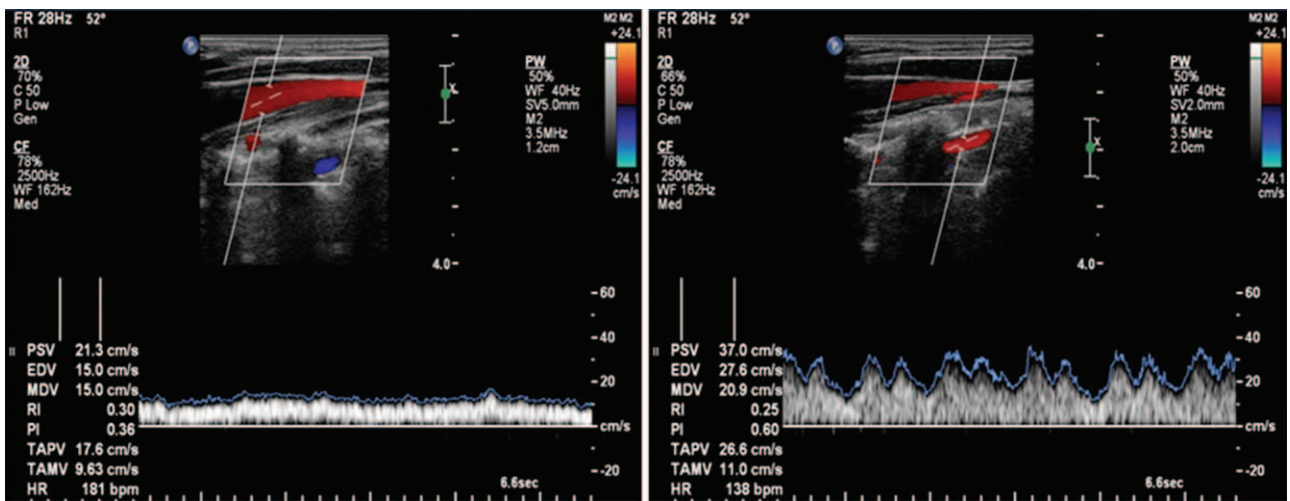 FR 28Hz 52°
R1
M2 M2
+24.1
2D
70%
C 50
P Low
Gen
CF
78%
2500Hz
WF 162Hz
Med
PW
50%
WF 40Hz
SV5.0mm
M2
3.5MHz
1.2cm
x
-24.1
cm/s
4.0
60
40
20
cm/s
-20
PSV 21.3 cm/s
EDV 15.0 cm/s
MDV 15.0 cm/s
RI 0.30
PI 0.36
TAPV 17.6 cm/s
TAMV 9.63 cm/s
HR 181 bpm
6.6sec
FR 28Hz 52°
R1
M2 M2
+24.1
2D
66%
C 50
P Low
Gen
CF
78%
2500Hz
WF 162Hz
Med
PW
50%
WF 40Hz
SV2.0mm
M2
3.5MHz
2.0cm
x
-24.1
cm/s
4.0
60
40
20
cm/s
-20
PSV 37.0 cm/s
EDV 27.6 cm/s
MDV 20.9 cm/s
RI 0.25
PI 0.60
TAPV 26.6 cm/s
TAMV 11.0 cm/s
HR 138 bpm
6.6sec